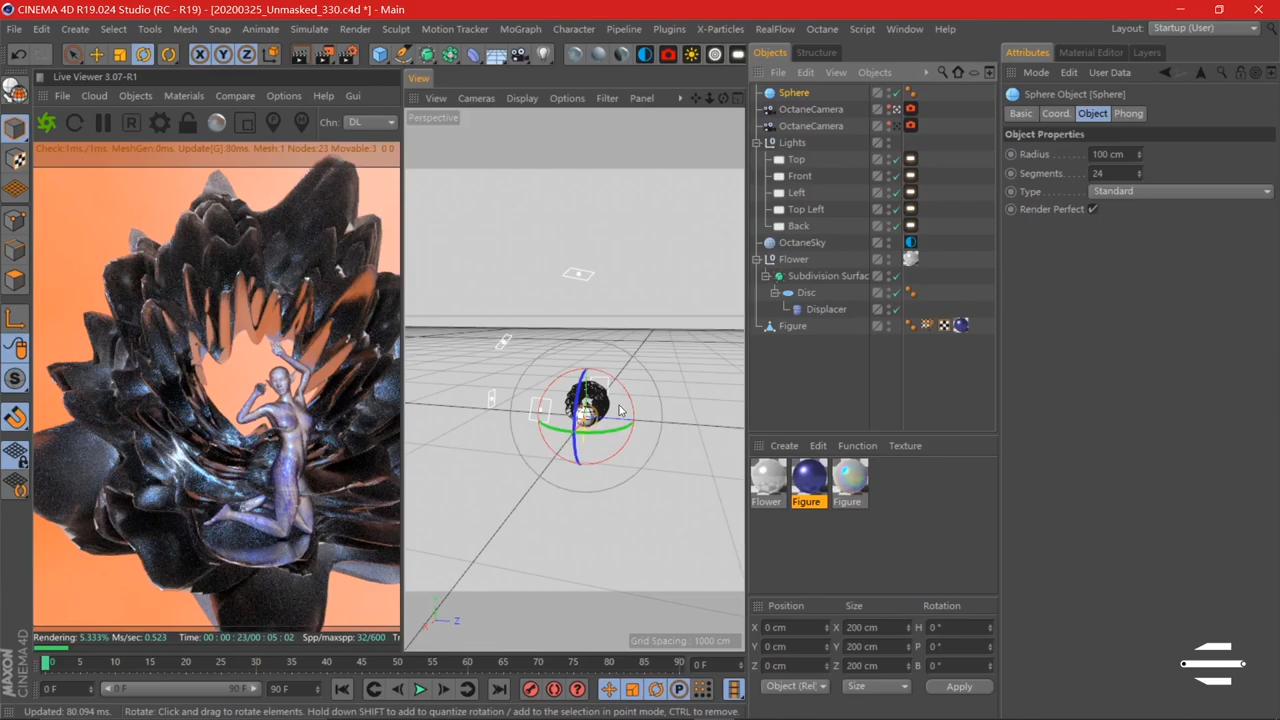 CINEMA 4D R19.024 Studio (RC - R19) - [20200325_Unmasked_330.c4d *] - Main
File Edit Create Select Tools Mesh Snap Animate Simulate Render Sculpt Motion Tracker MoGraph Character Pipeline Plugins X-Particles RealFlow Octane Script Window Help Layout: Startup (User)
X Y Z
Live Viewer 3.07-R1
File Cloud Objects Materials Compare Options Help Gui
R P M Chn: DL
Check:1ms./1ms. MeshGen:0ms. Update[G]:80ms. Mesh:1 Nodes:23 Movable:3 0 0
Rendering: 5.333% Ms/sec: 0.523 Time: 00 : 00 : 23/00 : 05 : 02 Spp/maxspp: 32/600 Tr
View
View Cameras Display Options Filter Panel
Perspective
Z
Grid Spacing : 1000 cm
Objects Structure
File Edit View Objects
Sphere
OctaneCamera
OctaneCamera
Lights
Top
Front
Left
Top Left
Back
OctaneSky
Flower
Subdivision Surfac
Disc
Displacer
Figure
Create Edit Function Texture
Flower Figure Figure
Position Size Rotation
X 0 cm X 200 cm H 0 °
Y 0 cm Y 200 cm P 0 °
Z 0 cm Z 200 cm B 0 °
Object (Rel) Size Apply
Attributes Material Editor Layers
Mode Edit User Data
Sphere Object [Sphere]
Basic Coord. Object Phong
Object Properties
Radius 100 cm
Segments 24
Type Standard
Render Perfect
0 5 10 15 20 25 30 35 40 45 50 55 60 65 70 75 80 85 90 0 F
0 F 0 F 90 F 90 F
P
MAXON CINEMA4D
Updated: 80.094 ms. Rotate: Click and drag to rotate elements. Hold down SHIFT to add to quantize rotation / add to the selection in point mode, CTRL to remove.